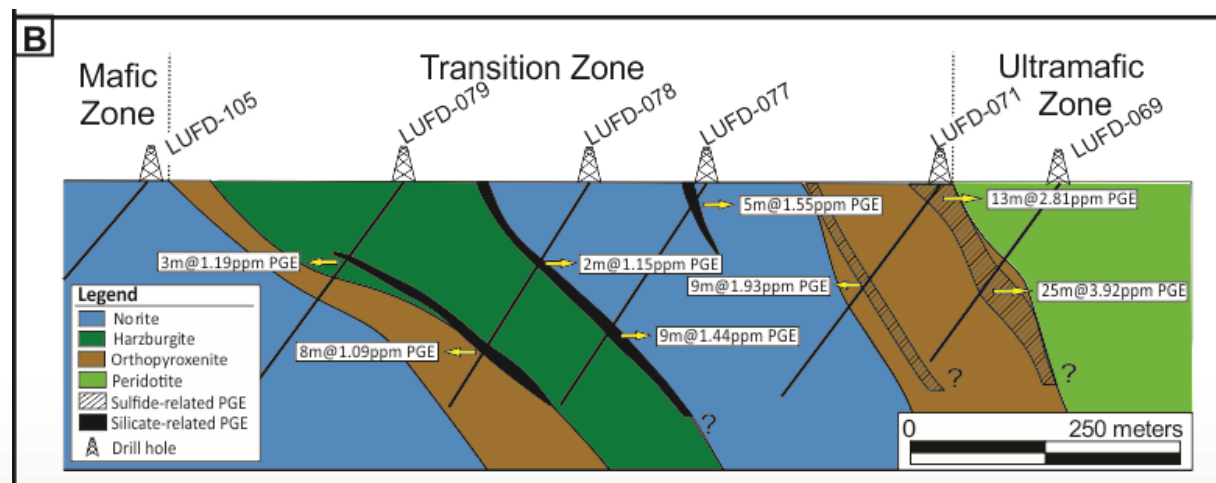 B
Mafic
Zone
Transition Zone
Ultramafic
Zone
LUFD-105
LUFD-079
LUFD-078
LUFD-077
LUFD-071
LUFD-069
5m@1.55ppm PGE
13m@2.81ppm PGE
3m@1.19ppm PGE
2m@1.15ppm PGE
9m@1.93ppm PGE
25m@3.92ppm PGE
8m@1.09ppm PGE
9m@1.44ppm PGE
?
?
?
Legend
Norite
Harzburgite
Orthopyroxenite
Peridotite
Sulfide-related PGE
Silicate-related PGE
Drill hole
0 250 meters